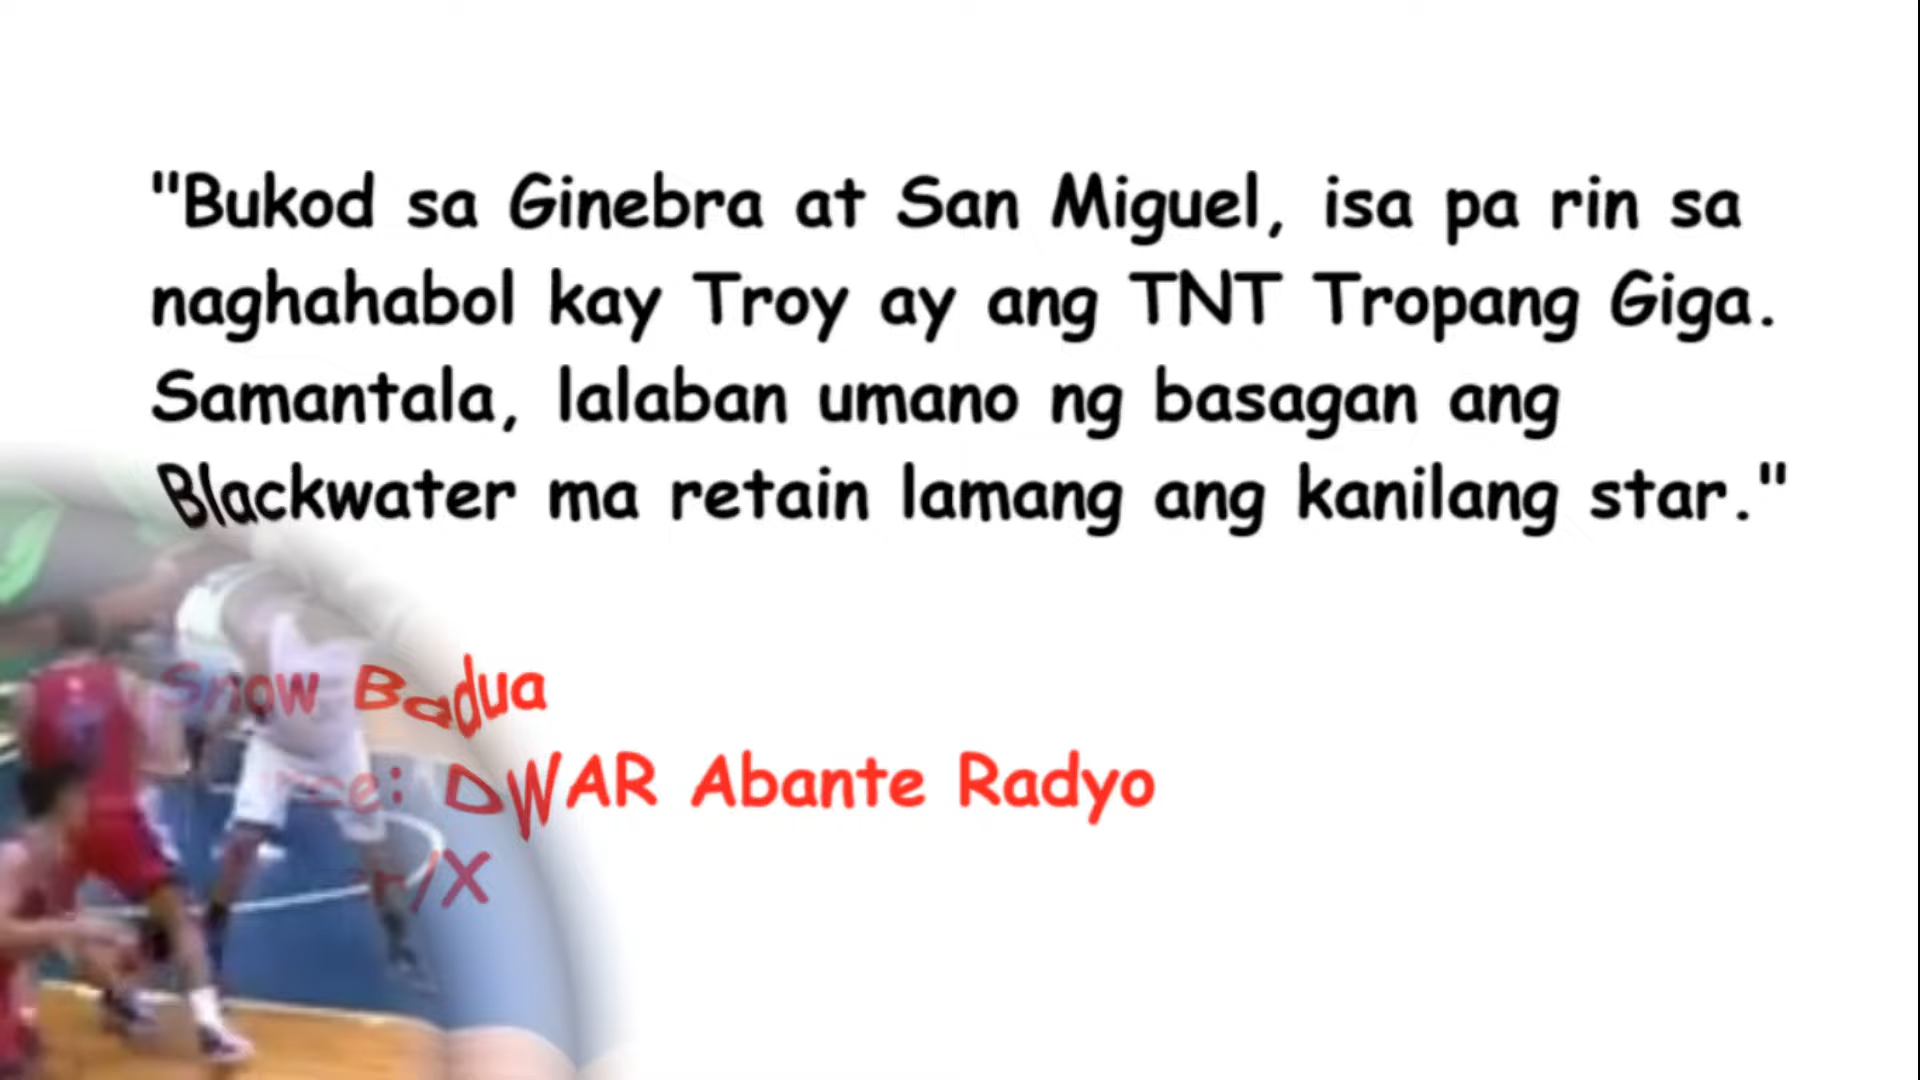 "Bukod sa Ginebra at San Miguel, isa pa rin sa
naghahabol kay Troy ay ang TNT Tropang Giga.
Samantala, lalaban umano ng basagan ang
Blackwater ma retain lamang ang kanilang star."
Snow Badua
DWAR Abante Radyo